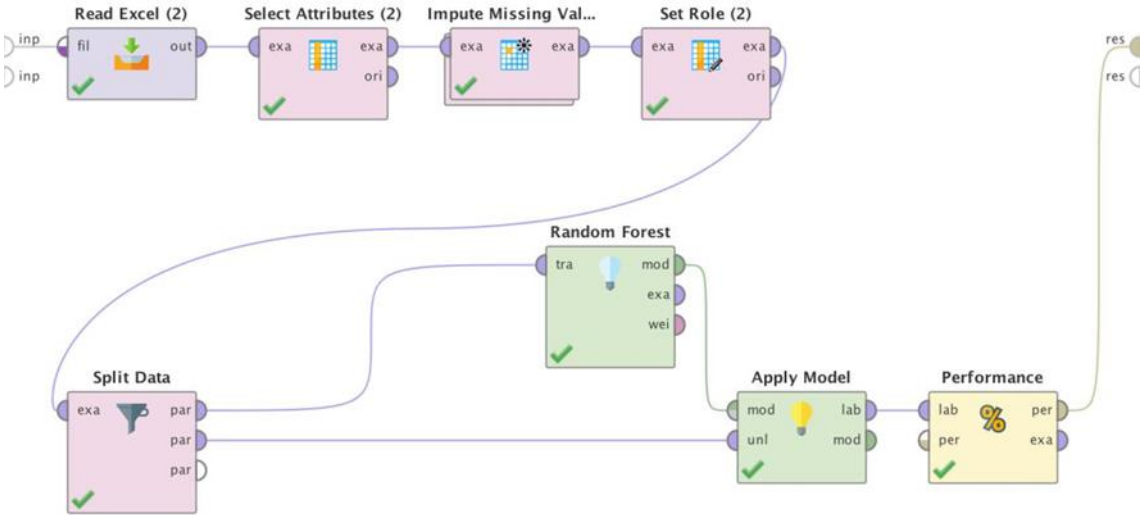 Read Excel (2)
Select Attributes (2)
Impute Missing Val...
Set Role (2)
inp
fil
out
exa
exa
exa
exa
exa
exa
res
inp
ori
ori
res
Random Forest
tra
mod
exa
wei
Split Data
Apply Model
Performance
exa
par
mod
lab
lab
per
par
unl
mod
%
per
exa
par